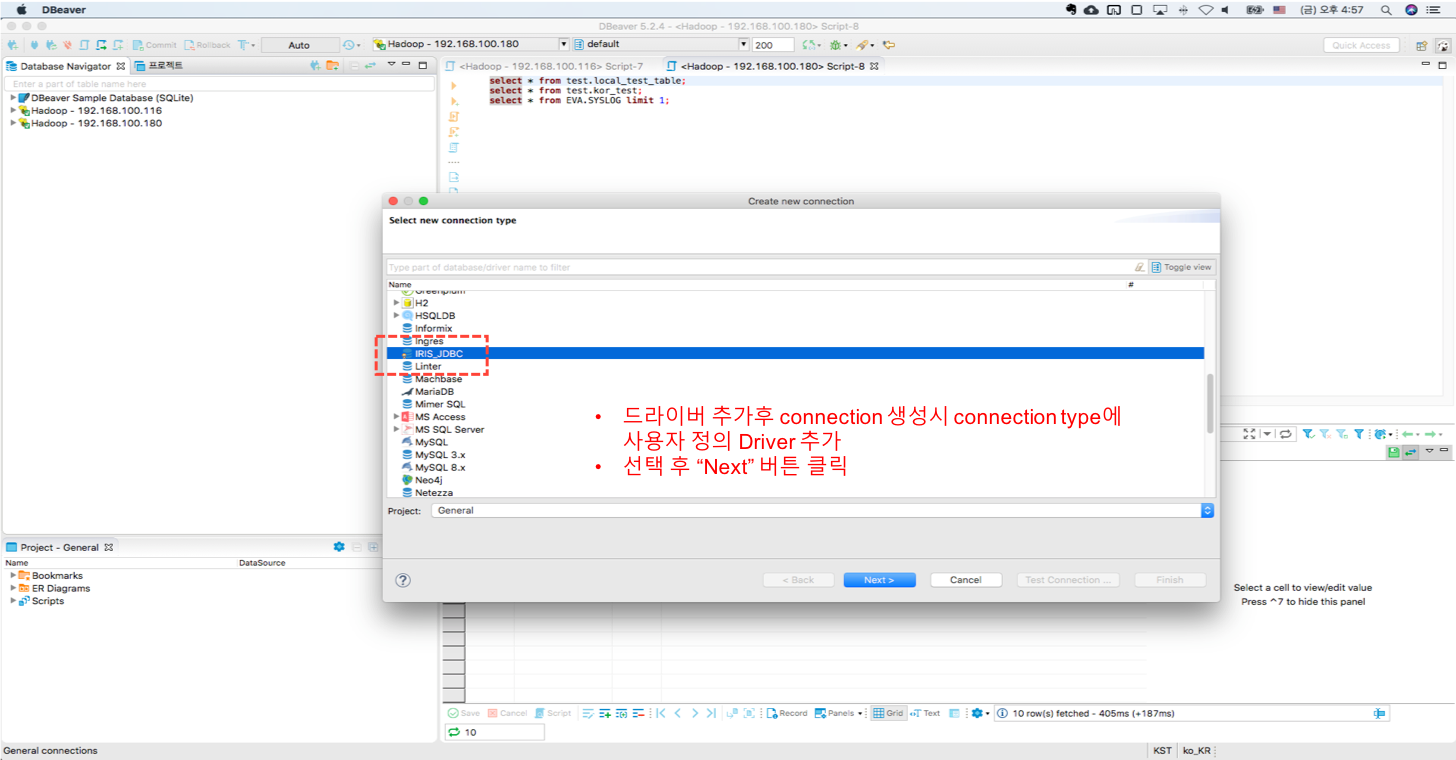 DBeaver
(금) 오후 4:57
DBeaver 5.2.4 - <Hadoop - 192.168.100.180> Script-8
Commit
Rollback
Auto
Hadoop - 192.168.100.180
default
200
Quick Access
Database Navigator
프로젝트
Enter a part of table name here
DBeaver Sample Database (SQLite)
Hadoop - 192.168.100.116
Hadoop - 192.168.100.180
<Hadoop - 192.168.100.116> Script-7
<Hadoop - 192.168.100.180> Script-8
select * from test.local_test_table;
select * from test.kor_test;
select * from EVA.SYSLOG limit 1;
Create new connection
Select new connection type
Type part of database/driver name to filter
Toggle view
Name
#
Greenplum
H2
HSQLDB
Informix
Ingres
IRIS_JDBC
Linter
Machbase
MariaDB
Mimer SQL
MS Access
MS SQL Server
MySQL
MySQL 3.x
MySQL 8.x
Neo4j
Netezza
• 드라이버 추가후 connection 생성시 connection type에
사용자 정의 Driver 추가
• 선택 후 “Next” 버튼 클릭
Project:
General
?
< Back
Next >
Cancel
Test Connection ...
Finish
Project - General
Name
DataSource
Bookmarks
ER Diagrams
Scripts
Select a cell to view/edit value
Press ^7 to hide this panel
Save
Cancel
Script
Record
Panels
Grid
Text
10 row(s) fetched - 405ms (+187ms)
10
General connections
KST
ko_KR